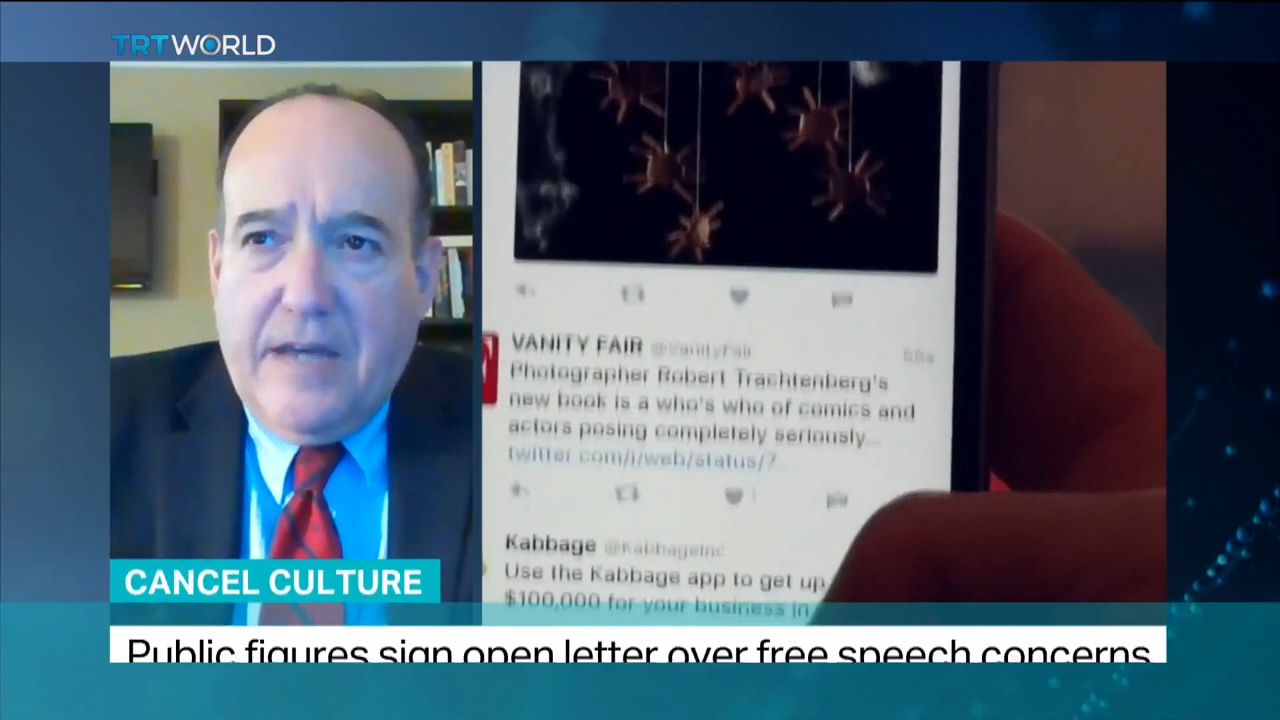 TRT WORLD
VANITY FAIR @VanityFair
Photographer Robert Trachtenberg's
new book is a who's who of comics and
actors posing completely seriously...
twitter.com/i/web/status/7
Kabbage @KabbageInc
Use the Kabbage app to get up
$100,000 for your business in
CANCEL CULTURE
Public figures sign open letter over free speech concerns